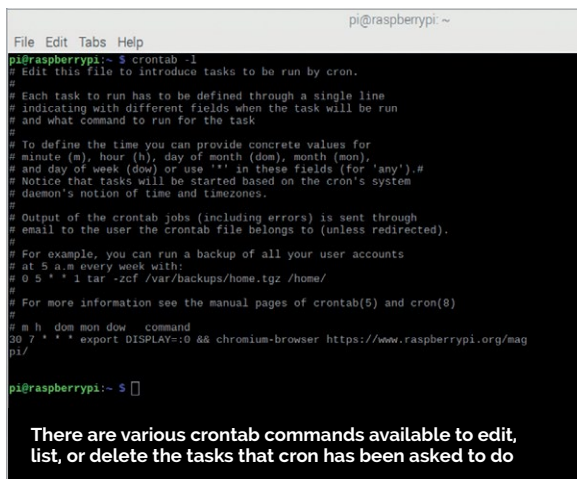 pi@raspberrypi: ~
File Edit Tabs Help
pi@raspberrypi:~ $ crontab -l
# Edit this file to introduce tasks to be run by cron.
#
# Each task to run has to be defined through a single line
# indicating with different fields when the task will be run
# and what command to run for the task
#
# To define the time you can provide concrete values for
# minute (m), hour (h), day of month (dom), month (mon),
# and day of week (dow) or use '*' in these fields (for 'any').#
# Notice that tasks will be started based on the cron's system
# daemon's notion of time and timezones.
#
# Output of the crontab jobs (including errors) is sent through
# email to the user the crontab file belongs to (unless redirected).
#
# For example, you can run a backup of all your user accounts
# at 5 a.m every week with:
# 0 5 * * 1 tar -zcf /var/backups/home.tgz /home/
#
# For more information see the manual pages of crontab(5) and cron(8)
#
# m h  dom mon dow   command
30 7 * * * export DISPLAY=:0 && chromium-browser https://www.raspberrypi.org/mag
pi/
pi@raspberrypi:~ $
There are various crontab commands available to edit,
list, or delete the tasks that cron has been asked to do